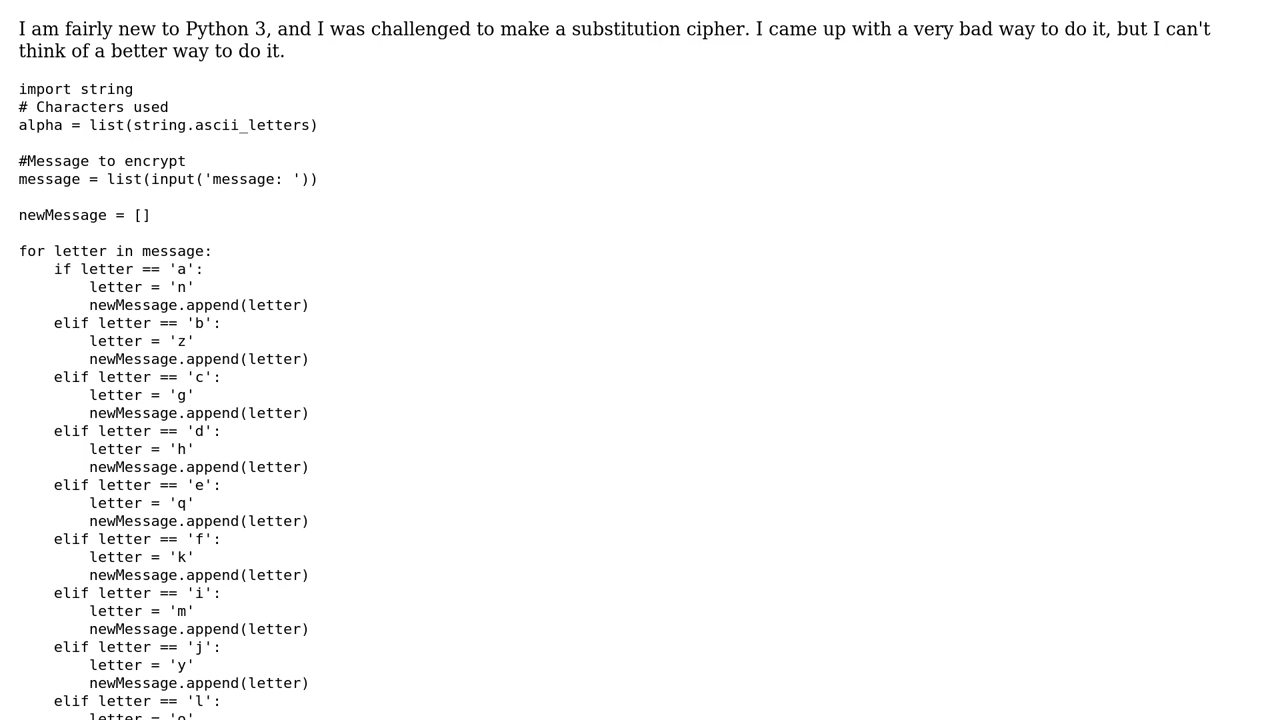 I am fairly new to Python 3, and I was challenged to make a substitution cipher. I came up with a very bad way to do it, but I can't
think of a better way to do it.
import string
# Characters used
alpha = list(string.ascii_letters)
#Message to encrypt
message = list(input('message: '))
newMessage = []
for letter in message:
    if letter == 'a':
        letter = 'n'
        newMessage.append(letter)
    elif letter == 'b':
        letter = 'z'
        newMessage.append(letter)
    elif letter == 'c':
        letter = 'g'
        newMessage.append(letter)
    elif letter == 'd':
        letter = 'h'
        newMessage.append(letter)
    elif letter == 'e':
        letter = 'q'
        newMessage.append(letter)
    elif letter == 'f':
        letter = 'k'
        newMessage.append(letter)
    elif letter == 'i':
        letter = 'm'
        newMessage.append(letter)
    elif letter == 'j':
        letter = 'y'
        newMessage.append(letter)
    elif letter == 'l':
        letter =